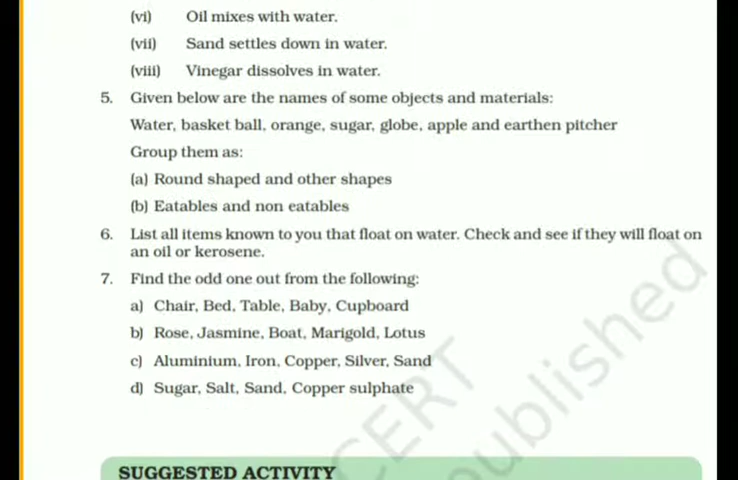 (vi) Oil mixes with water.
(vii) Sand settles down in water.
(viii) Vinegar dissolves in water.
5. Given below are the names of some objects and materials:
Water, basket ball, orange, sugar, globe, apple and earthen pitcher
Group them as:
(a) Round shaped and other shapes
(b) Eatables and non eatables
6. List all items known to you that float on water. Check and see if they will float on
an oil or kerosene.
7. Find the odd one out from the following:
a) Chair, Bed, Table, Baby, Cupboard
b) Rose, Jasmine, Boat, Marigold, Lotus
c) Aluminium, Iron, Copper, Silver, Sand
d) Sugar, Salt, Sand, Copper sulphate
SUGGESTED ACTIVITY